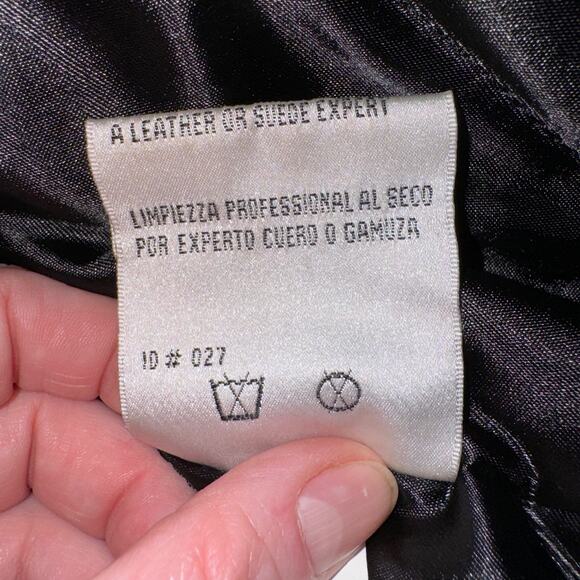 A LEATHER OR SUEDE EXPERT
LIMPIEZZA PROFESSIONAL AL SECO
POR EXPERTO CUERO O GAMUZA
ID # 027